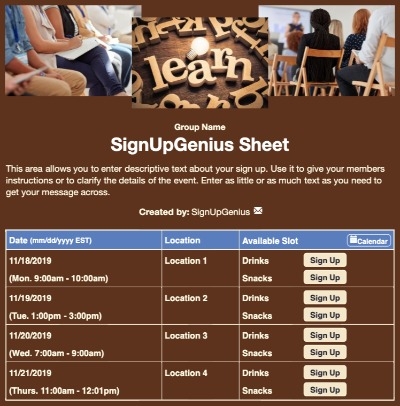 learn
Group Name
SignUpGenius Sheet
This area allows you to enter descriptive text about your sign up. Use it to give your members
instructions or to clarify the details of the event. Enter as little or as much text as you need to
get your message across.
Created by: SignUpGenius
Date (mm/dd/yyyy EST) Location Available Slot Calendar
11/18/2019 Location 1 Drinks Sign Up
(Mon. 9:00am - 10:00am) Snacks Sign Up
11/19/2019 Location 2 Drinks Sign Up
(Tue. 1:00pm - 3:00pm) Snacks Sign Up
11/20/2019 Location 3 Drinks Sign Up
(Wed. 7:00am - 9:00am) Snacks Sign Up
11/21/2019 Location 4 Drinks Sign Up
(Thurs. 11:00am - 12:01pm) Snacks Sign Up